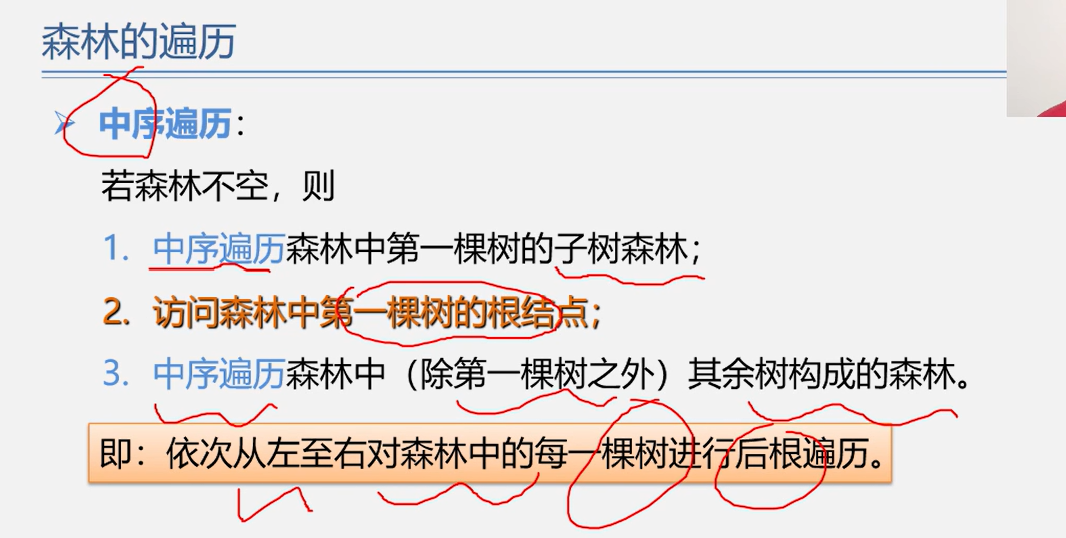 森林的遍历
中序遍历：
若森林不空，则
1. 中序遍历森林中第一棵树的子树森林；
2. 访问森林中第一棵树的根结点；
3. 中序遍历森林中（除第一棵树之外）其余树构成的森林。
即：依次从左至右对森林中的每一棵树进行后根遍历。